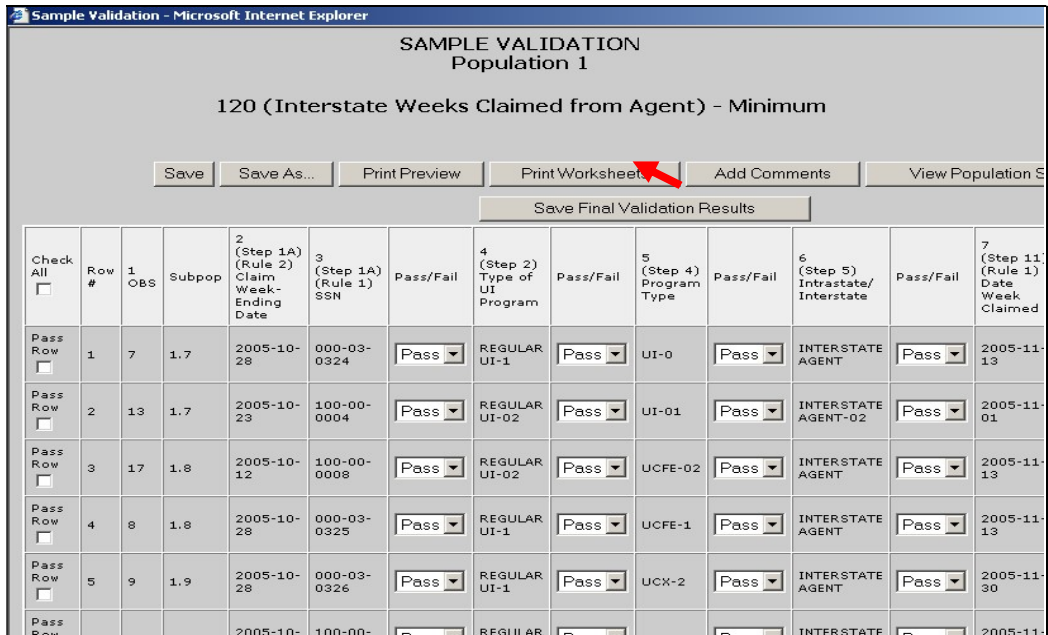 Sample Validation - Microsoft Internet Explorer
SAMPLE VALIDATION
Population 1
120 (Interstate Weeks Claimed from Agent) - Minimum
Save Save As... Print Preview Print Worksheets Add Comments View Population S
Save Final Validation Results
Check All Row # 1 OBS Subpop 2 (Step 1A) (Rule 2) Claim Week-Ending Date 3 (Step 1A) (Rule 1) SSN Pass/Fail 4 (Step 2) Type of UI Program Pass/Fail 5 (Step 4) Program Type Pass/Fail 6 (Step 5) Intrastate/Interstate Pass/Fail 7 (Step 11) (Rule 1) Date Week Claimed
Pass Row 1 7 1.7 2005-10-28 000-03-0324 Pass REGULAR UI-1 Pass UI-0 Pass INTERSTATE AGENT Pass 2005-11-13
Pass Row 2 13 1.7 2005-10-23 100-00-0004 Pass REGULAR UI-02 Pass UI-01 Pass INTERSTATE AGENT-02 Pass 2005-11-01
Pass Row 3 17 1.8 2005-10-12 100-00-0008 Pass REGULAR UI-02 Pass UCFE-02 Pass INTERSTATE AGENT Pass 2005-11-13
Pass Row 4 8 1.8 2005-10-28 000-03-0325 Pass REGULAR UI-1 Pass UCFE-1 Pass INTERSTATE AGENT Pass 2005-11-13
Pass Row 5 9 1.9 2005-10-28 000-03-0326 Pass REGULAR UI-1 Pass UCX-2 Pass INTERSTATE AGENT Pass 2005-11-30
Pass Row 2005-10- 100-00- REGULAR INTERSTATE 2005-11-